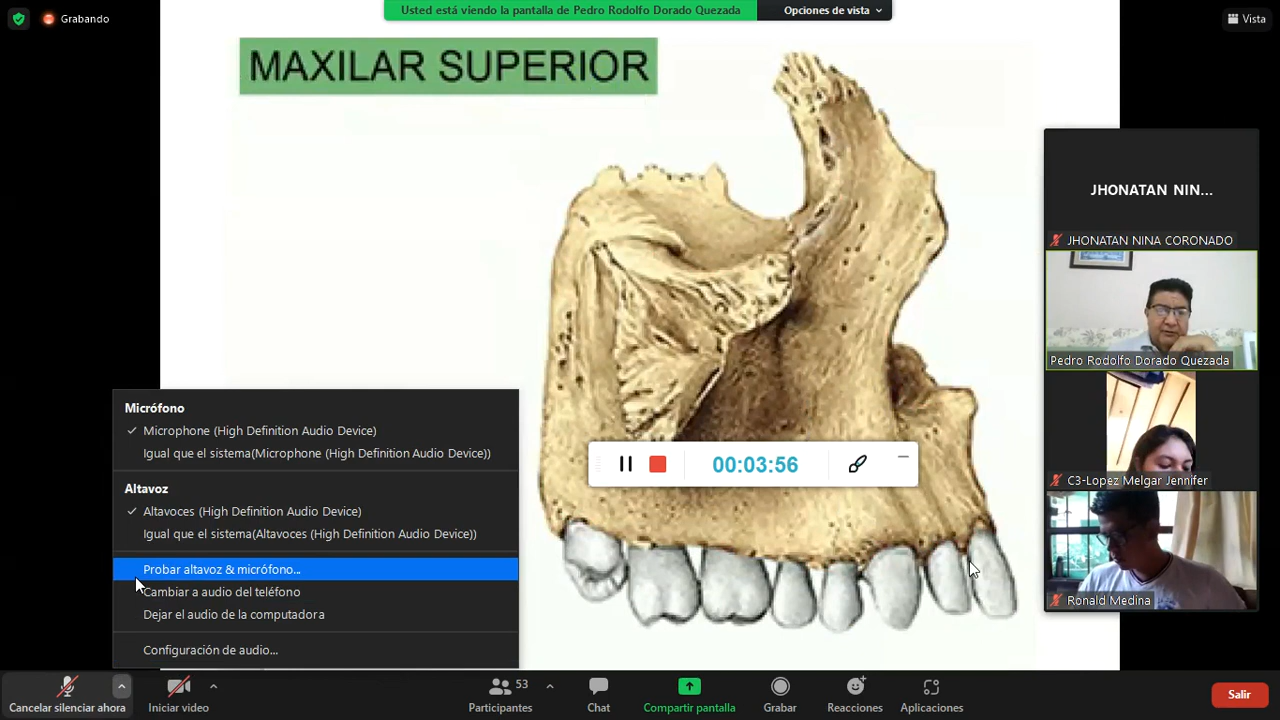 Grabando
Usted está viendo la pantalla de Pedro Rodolfo Dorado Quezada
Opciones de vista
Vista
MAXILAR SUPERIOR
JHONATAN NIN...
JHONATAN NINA CORONADO
Pedro Rodolfo Dorado Quezada
C3-Lopez Melgar Jennifer
Ronald Medina
00:03:56
Micrófono
Microphone (High Definition Audio Device)
Igual que el sistema(Microphone (High Definition Audio Device))
Altavoz
Altavoces (High Definition Audio Device)
Igual que el sistema(Altavoces (High Definition Audio Device))
Probar altavoz & micrófono...
Cambiar a audio del teléfono
Dejar el audio de la computadora
Configuración de audio...
Cancelar silenciar ahora
Iniciar video
53
Participantes
Chat
Compartir pantalla
Grabar
Reacciones
Aplicaciones
Salir